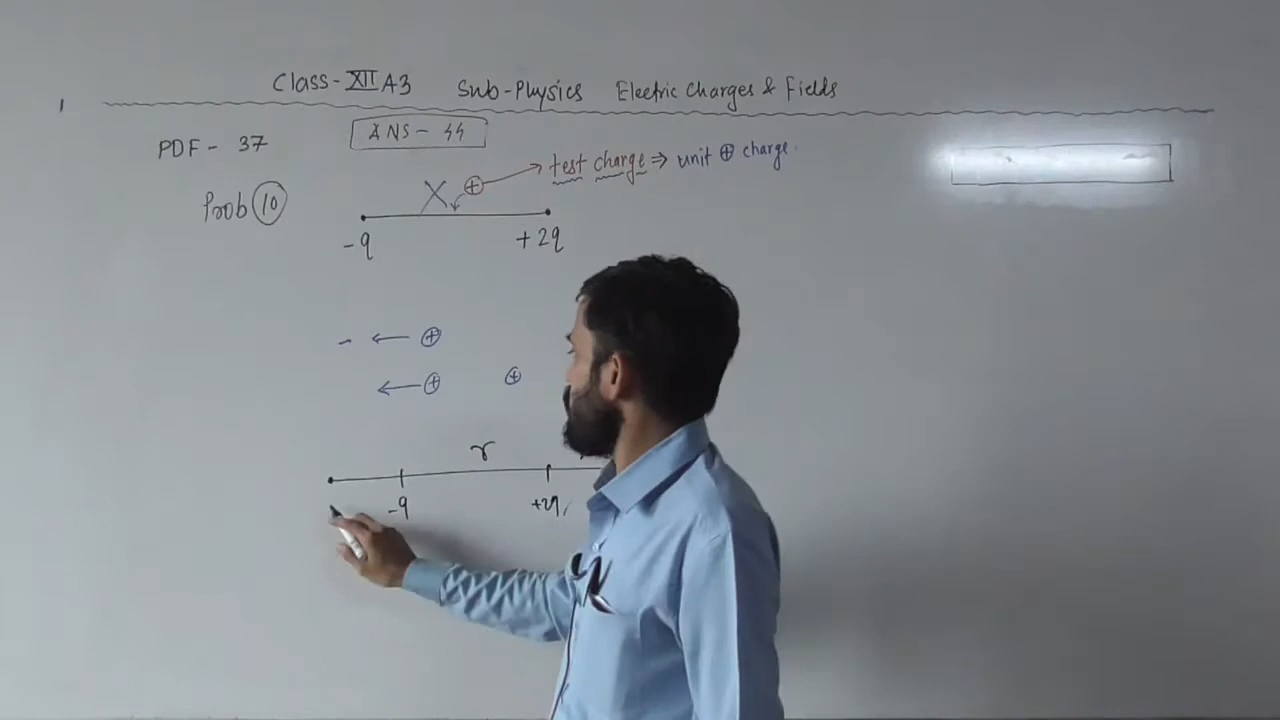 Class-XII A3 Sub-Physics Electric Charges & Fields
PDF - 37
ANS - 44
⊕ → test charge ⇒ unit ⊕ charge
Prob 10
X
-q +2q
- ← ⊕
← ⊕ ⊕
r
-q +2q